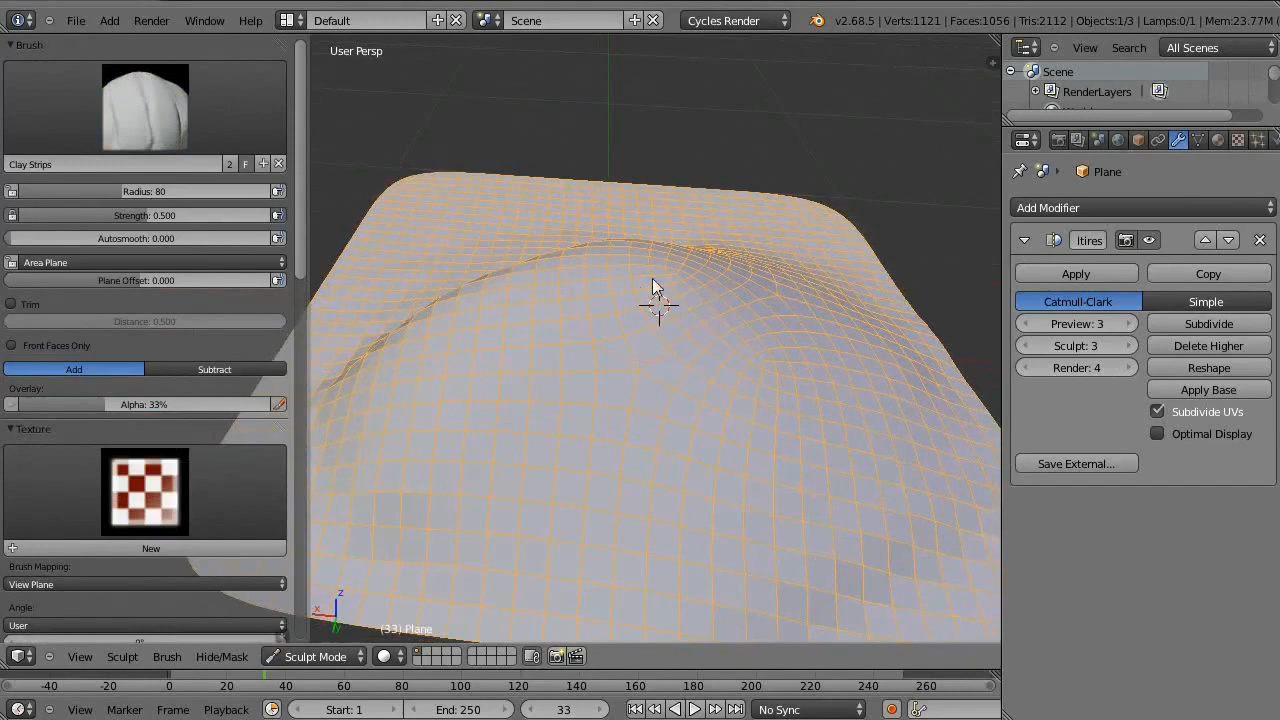 File Add Render Window Help Default Scene Cycles Render v2.68.5 | Verts:1121 | Faces:1056 | Tris:2112 | Objects:1/3 | Lamps:0/1 | Mem:23.77M
Brush
User Persp
View Search All Scenes
Scene
RenderLayers
Clay Strips 2 F
Radius: 80
Strength: 0.500
Autosmooth: 0.000
Area Plane
Plane Offset: 0.000
Trim
Distance: 0.500
Front Faces Only
Add Subtract
Overlay:
Alpha: 33%
Texture
New
Brush Mapping:
View Plane
Angle:
User
0°
Plane
Add Modifier
ltires
Apply Copy
Catmull-Clark Simple
Preview: 3 Subdivide
Sculpt: 3 Delete Higher
Render: 4 Reshape
Apply Base
Subdivide UVs
Optimal Display
Save External...
z
x
y
(33) Plane
View Sculpt Brush Hide/Mask Sculpt Mode
-40 -20 0 20 40 60 80 100 120 140 160 180 200 220 240 260
View Marker Frame Playback Start: 1 End: 250 33 No Sync